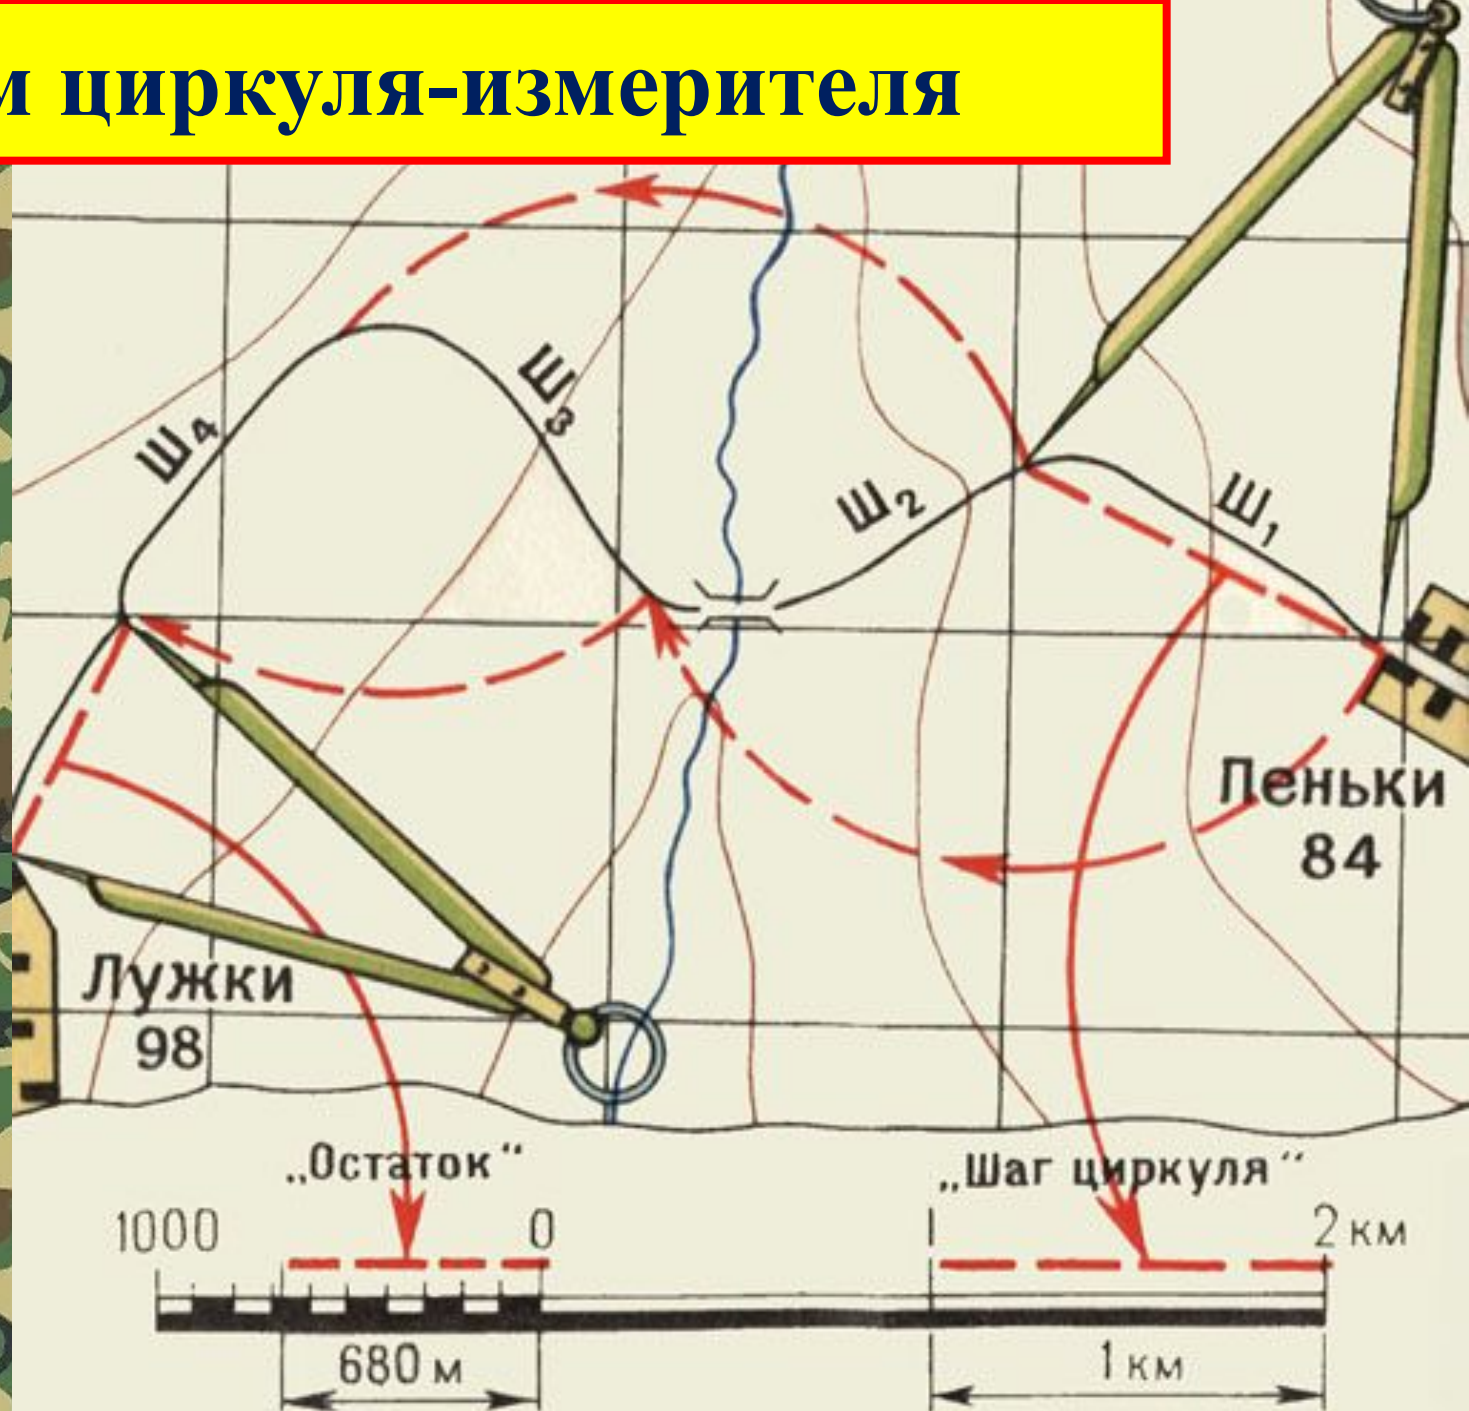 м циркуля-измерителя
Ш₄
Ш₃
Ш₂
Ш₁
Пеньки
84
Лужки
98
„Остаток“
„Шаг циркуля“
1000 0 1 2 км
680 м 1 км